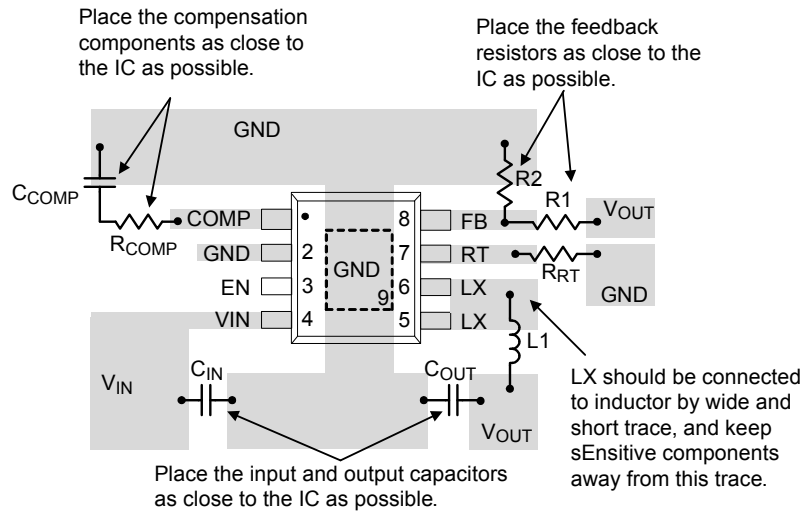 Place the compensation
components as close to
the IC as possible.
Place the feedback
resistors as close to the
IC as possible.
GND
CCOMP
RCOMP
R2
R1
VOUT
COMP
GND
EN
VIN
2
3
4
GND
9
8
7
6
5
FB
RT
LX
LX
RRT
GND
L1
VIN
CIN
COUT
VOUT
LX should be connected
to inductor by wide and
short trace, and keep
sEnsitive components
away from this trace.
Place the input and output capacitors
as close to the IC as possible.